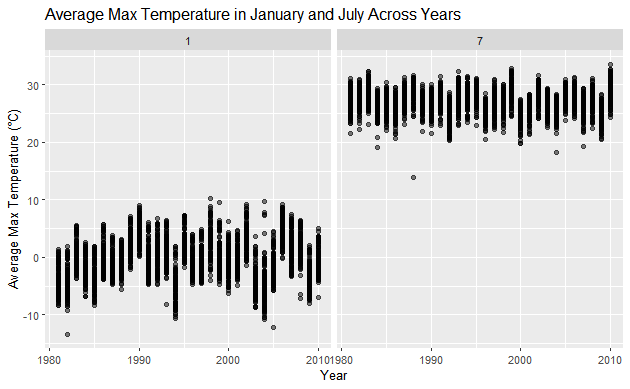 Average Max Temperature in January and July Across Years
1 7
30
20
10
0
-10
Average Max Temperature (°C)
1980 1990 2000 2010 1980 1990 2000 2010
Year